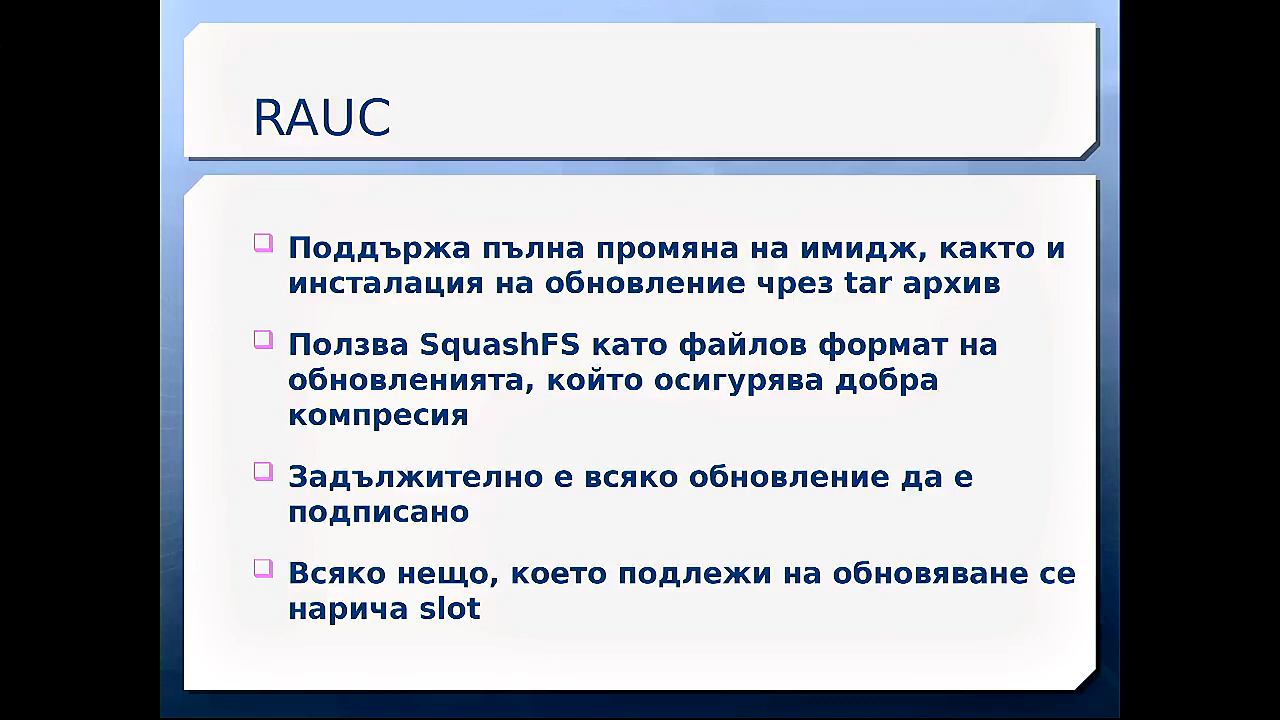 RAUC
Поддържа пълна промяна на имидж, както и
инсталация на обновление чрез tar архив
Ползва SquashFS като файлов формат на
обновленията, който осигурява добра
компресия
Задължително е всяко обновление да е
подписано
Всяко нещо, което подлежи на обновяване се
нарича slot